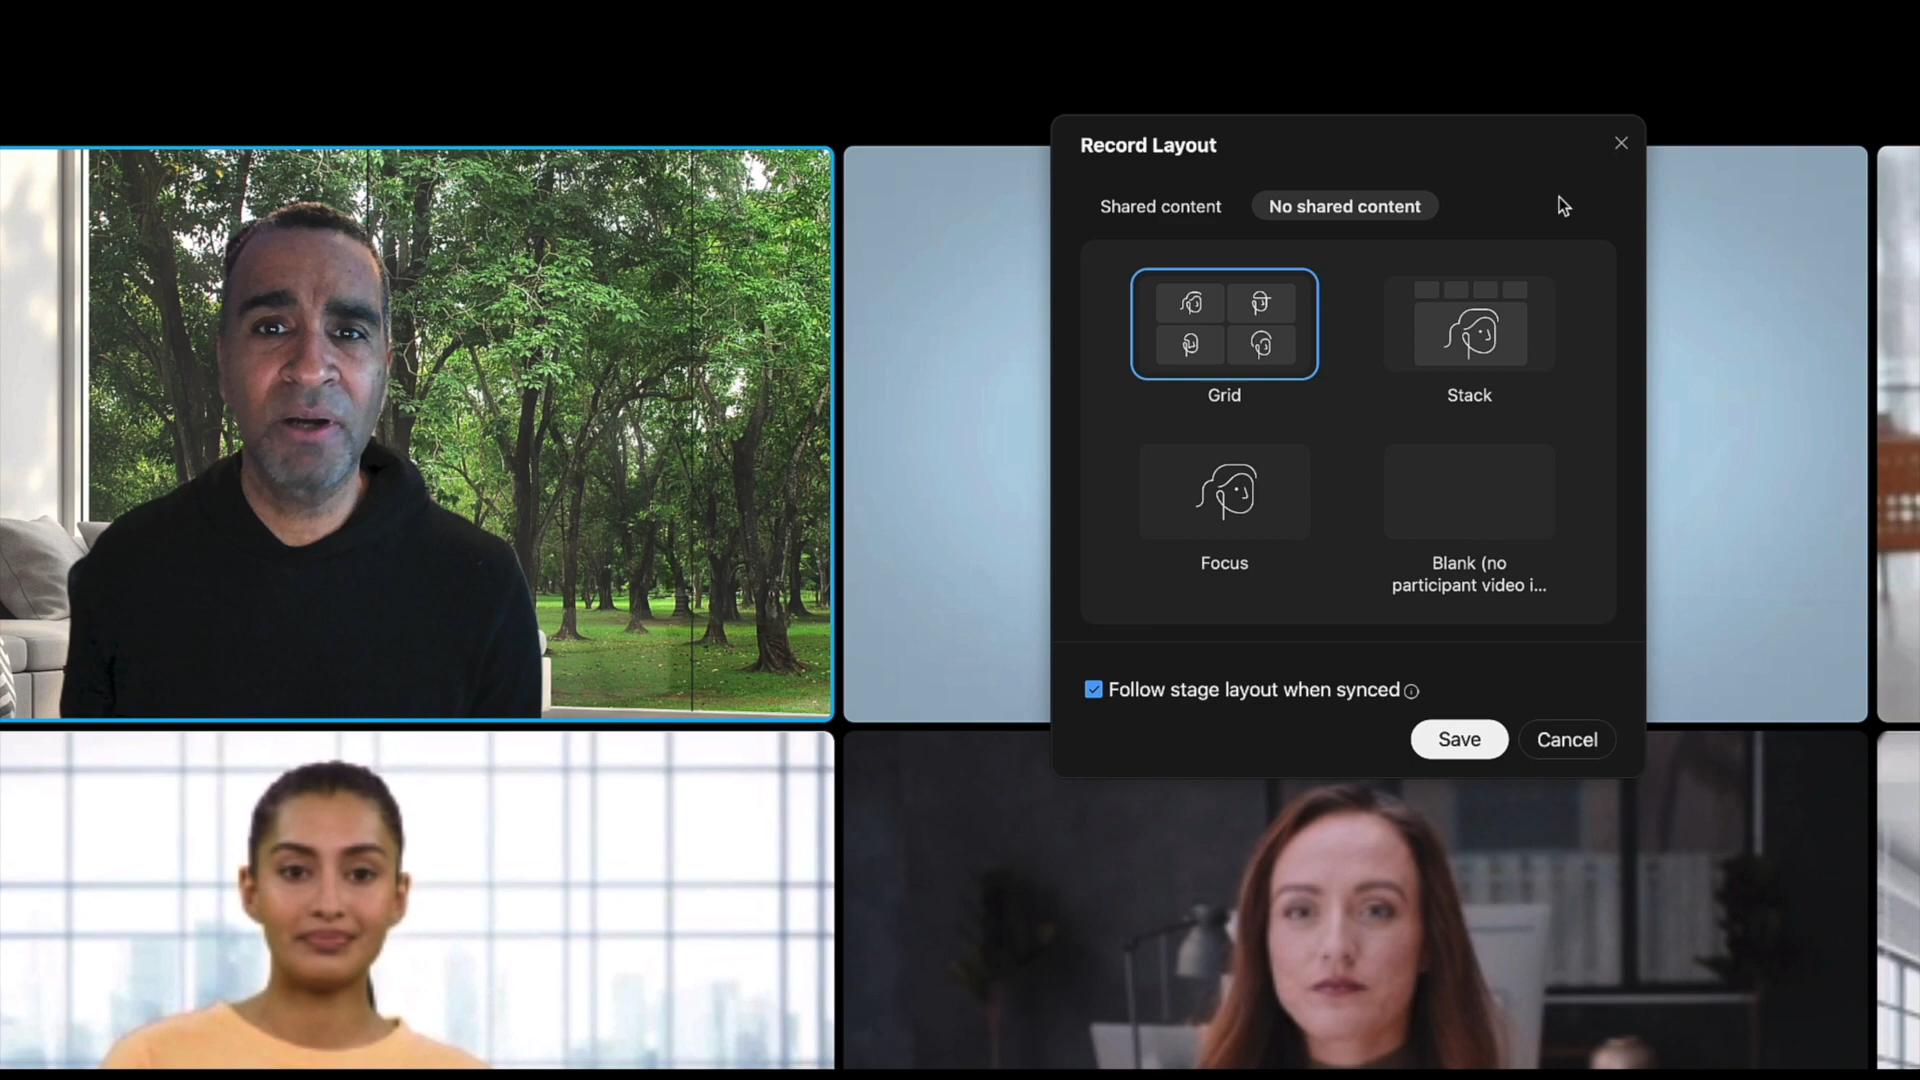 Record Layout
Shared content
No shared content
Grid
Stack
Focus
Blank (no
participant video i...
Follow stage layout when synced
Save
Cancel